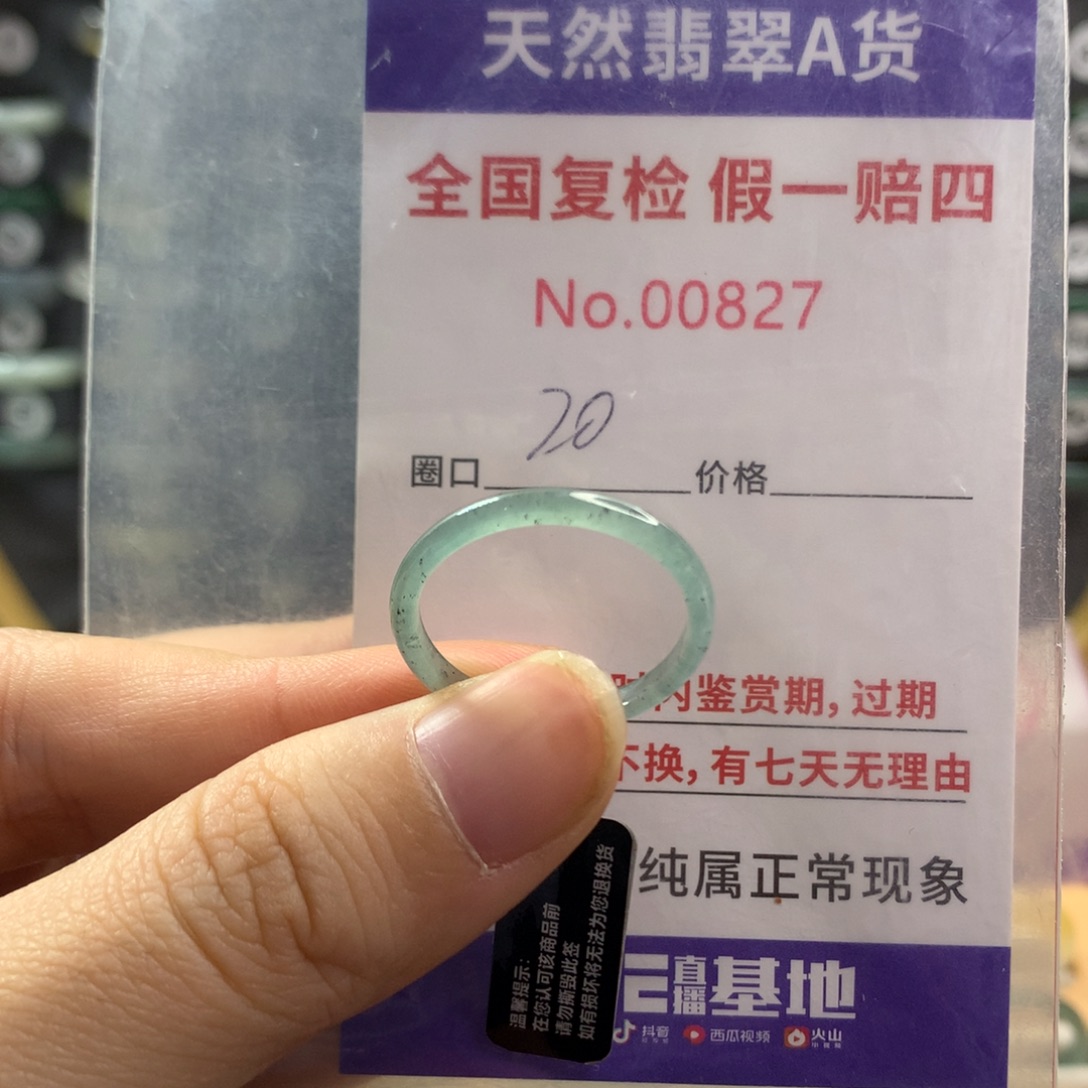 天然翡翠A货
全国复检 假一赔四
No.00827
20
圈口 价格
内鉴赏期，过期
不换，有七天无理由
纯属正常现象
温馨提示：
在您认可该商品前
请勿撕毁此签
如有损坏将无法为您退换货
直播基地
抖音 西瓜视频 火山